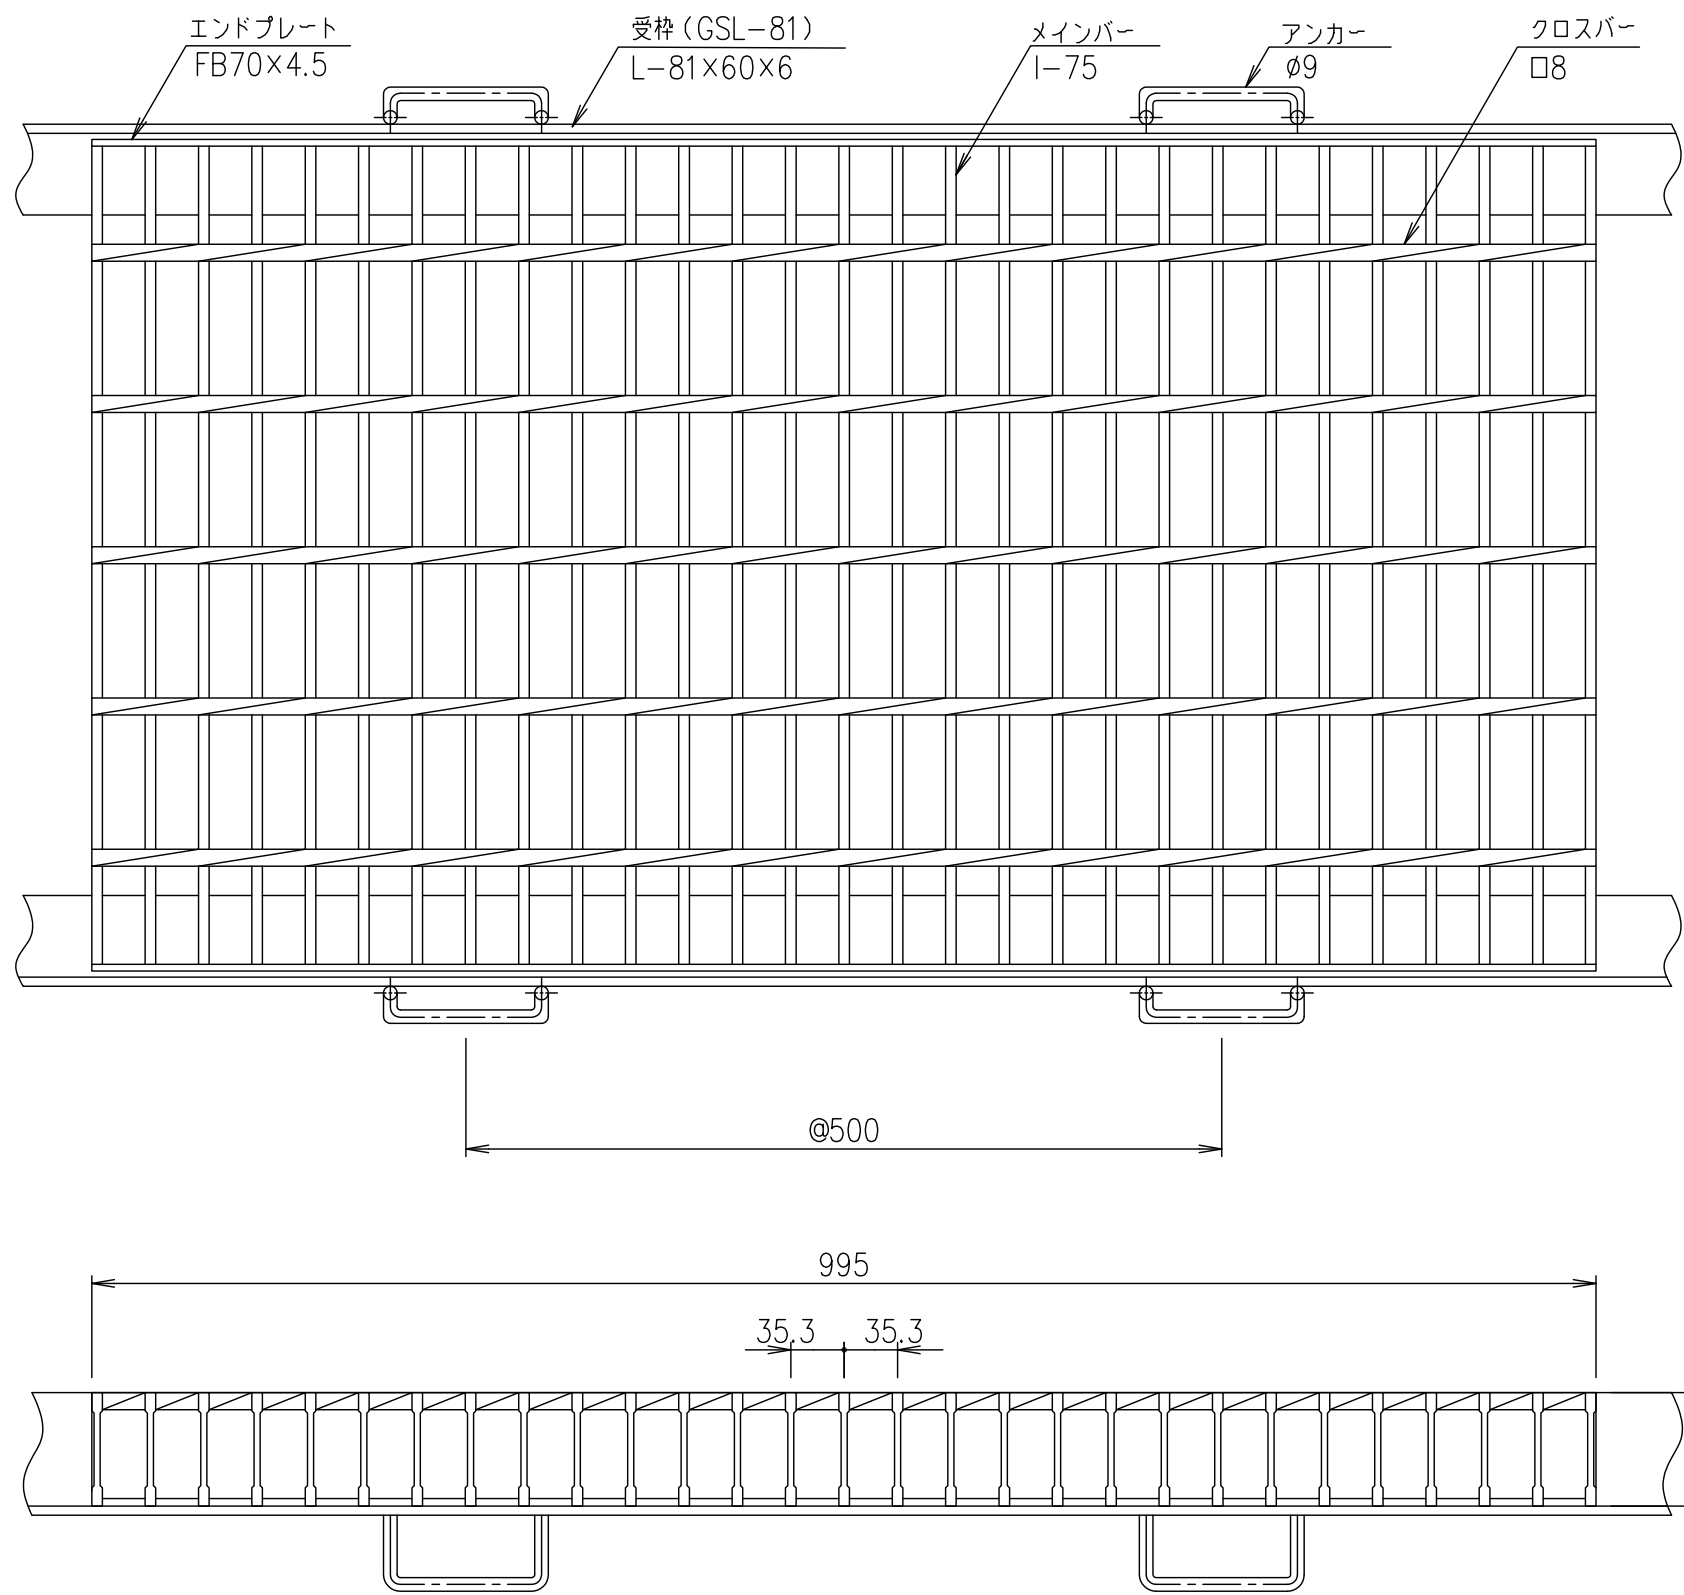 エンドプレート
FB70×4.5
受枠(GSL-81)
L-81×60×6
メインバー
I-75
アンカー
φ9
クロスバー
□8
@500
995
35.3
35.3